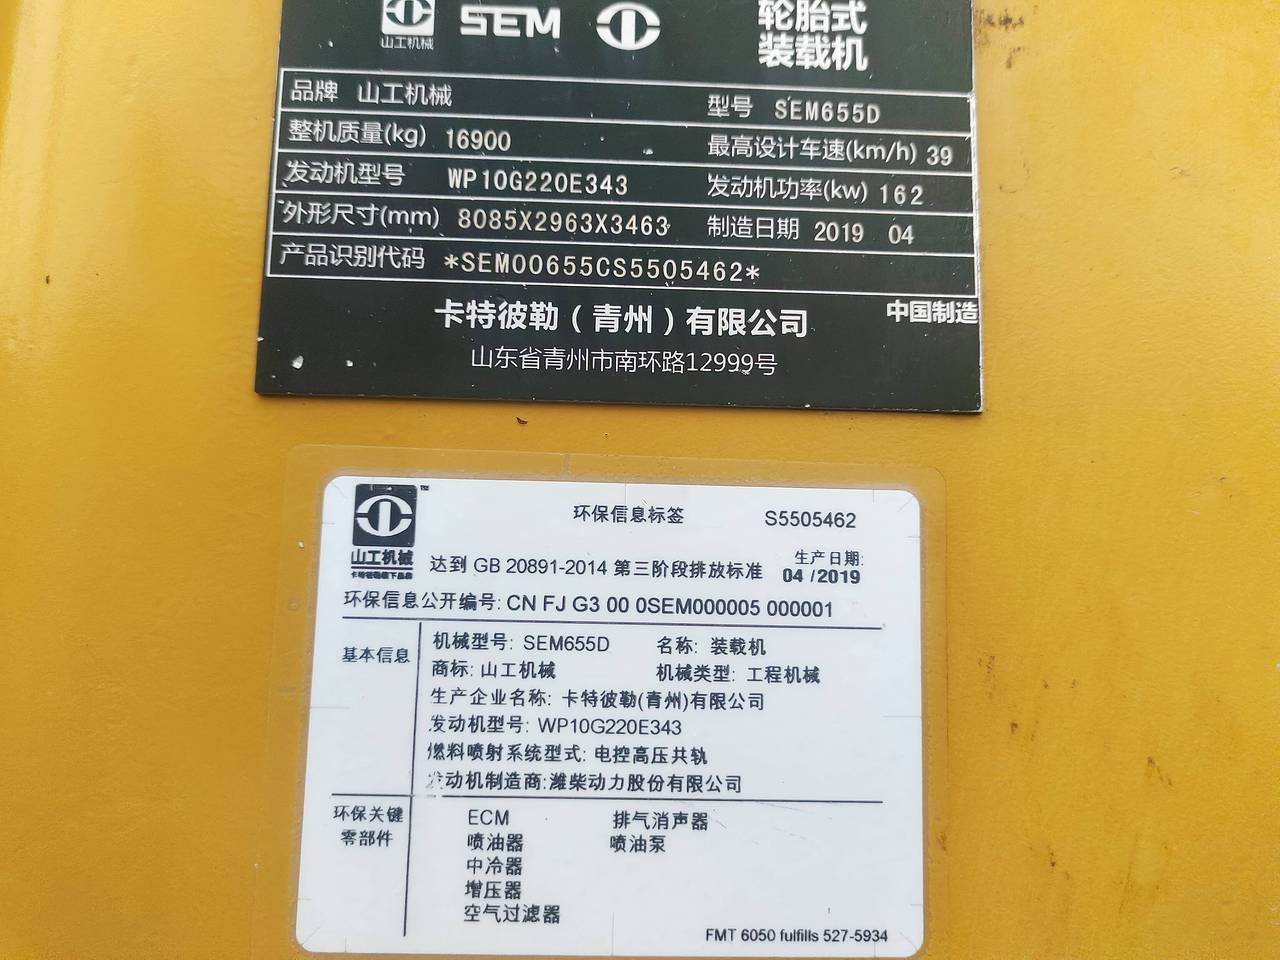 山工机械 SEM 轮胎式
装载机
品牌 山工机械 型号 SEM655D
整机质量(kg) 16900 最高设计车速(km/h) 39
发动机型号 WP10G220E343 发动机功率(kw) 162
外形尺寸(mm) 8085X2963X3463 制造日期 2019 04
产品识别代码 *SEM00655CS5505462*
卡特彼勒(青州)有限公司 中国制造
山东省青州市南环路12999号
环保信息标签 S5505462
山工机械 TM
卡特彼勒旗下品牌
达到 GB 20891-2014 第三阶段排放标准 生产日期:
04 /2019
环保信息公开编号: CN FJ G3 00 0SEM000005 000001
基本信息 机械型号: SEM655D 名称: 装载机
商标: 山工机械 机械类型: 工程机械
生产企业名称: 卡特彼勒(青州)有限公司
发动机型号: WP10G220E343
燃料喷射系统型式: 电控高压共轨
发动机制造商:潍柴动力股份有限公司
环保关键 ECM 排气消声器
零部件 喷油器 喷油泵
中冷器
增压器
空气过滤器
FMT 6050 fulfills 527-5934